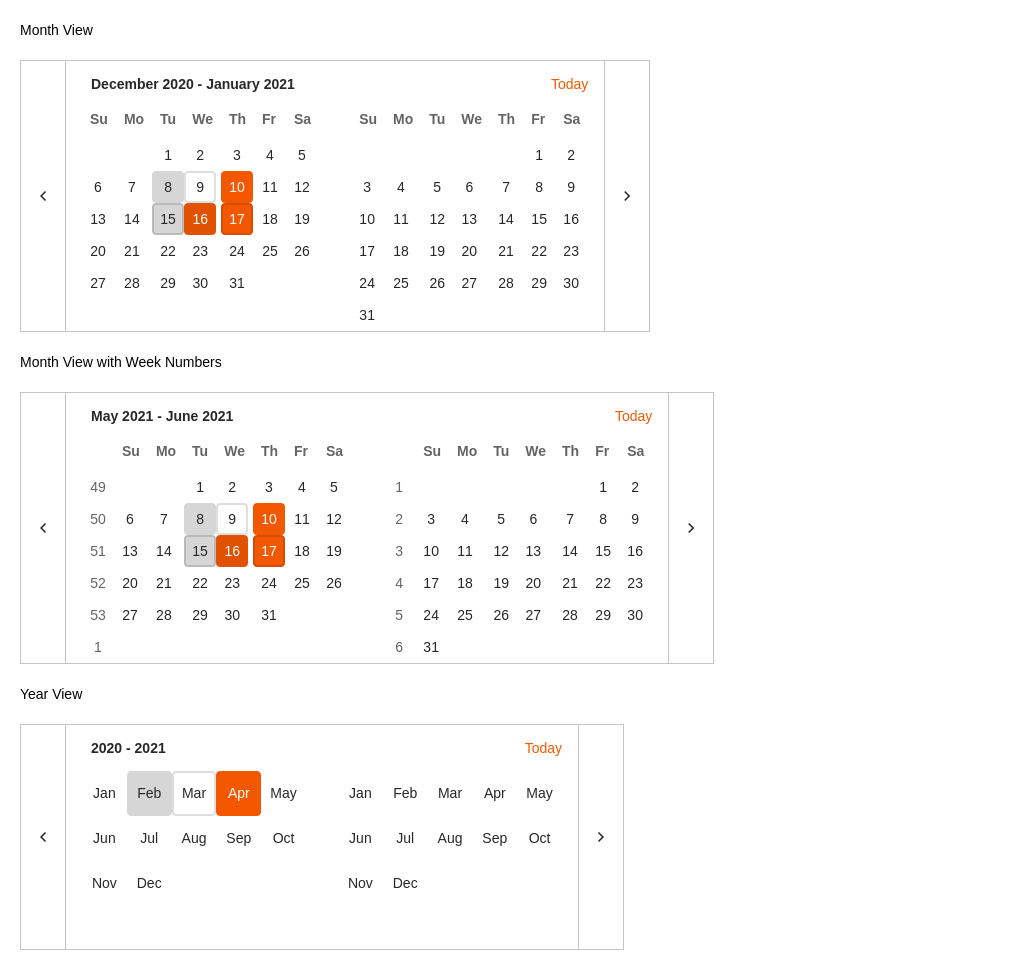 Month View
December 2020 - January 2021 Today
Su Mo Tu We Th Fr Sa Su Mo Tu We Th Fr Sa
1 2 3 4 5 1 2
6 7 8 9 10 11 12 3 4 5 6 7 8 9
13 14 15 16 17 18 19 10 11 12 13 14 15 16
20 21 22 23 24 25 26 17 18 19 20 21 22 23
27 28 29 30 31 24 25 26 27 28 29 30
31
Month View with Week Numbers
May 2021 - June 2021 Today
Su Mo Tu We Th Fr Sa Su Mo Tu We Th Fr Sa
49 1 2 3 4 5 1 1 2
50 6 7 8 9 10 11 12 2 3 4 5 6 7 8 9
51 13 14 15 16 17 18 19 3 10 11 12 13 14 15 16
52 20 21 22 23 24 25 26 4 17 18 19 20 21 22 23
53 27 28 29 30 31 5 24 25 26 27 28 29 30
1 6 31
Year View
2020 - 2021 Today
Jan Feb Mar Apr May Jan Feb Mar Apr May
Jun Jul Aug Sep Oct Jun Jul Aug Sep Oct
Nov Dec Nov Dec